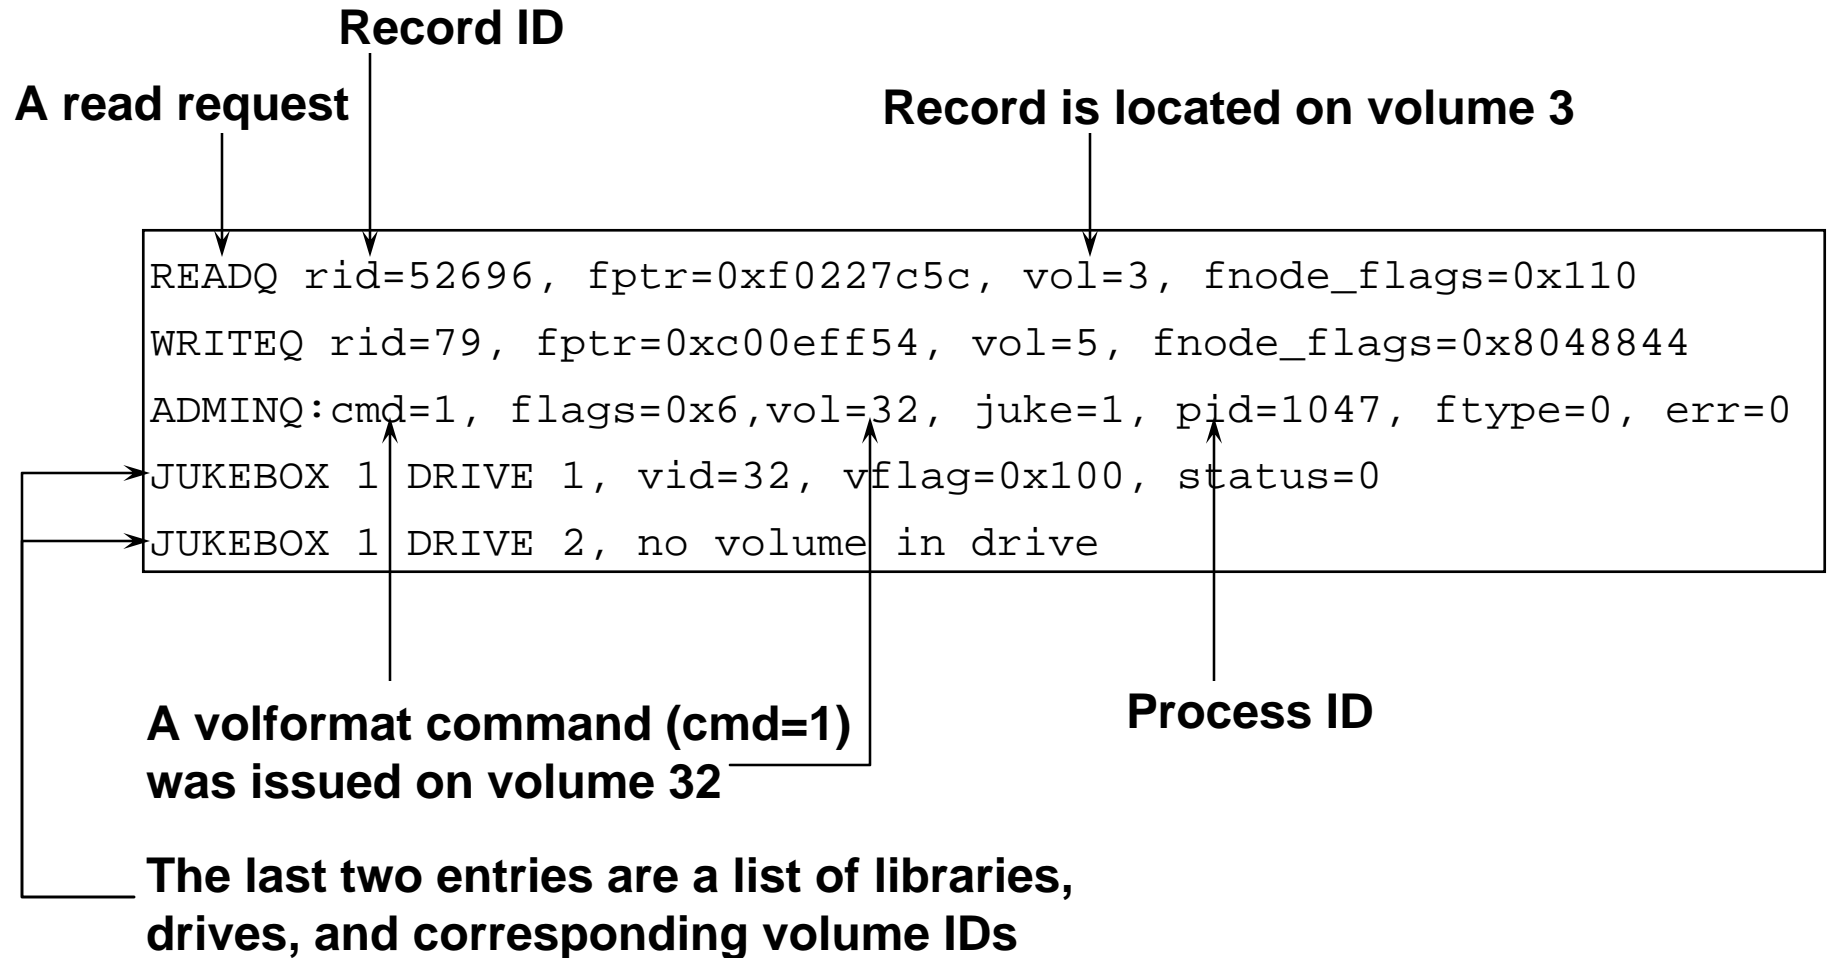 Record ID
A read request
Record is located on volume 3
READQ rid=52696, fptr=0xf0227c5c, vol=3, fnode_flags=0x110
WRITEQ rid=79, fptr=0xc00eff54, vol=5, fnode_flags=0x8048844
ADMINQ:cmd=1, flags=0x6,vol=32, juke=1, pid=1047, ftype=0, err=0
JUKEBOX 1 DRIVE 1, vid=32, vflag=0x100, status=0
JUKEBOX 1 DRIVE 2, no volume in drive
A volformat command (cmd=1)
was issued on volume 32
Process ID
The last two entries are a list of libraries,
drives, and corresponding volume IDs